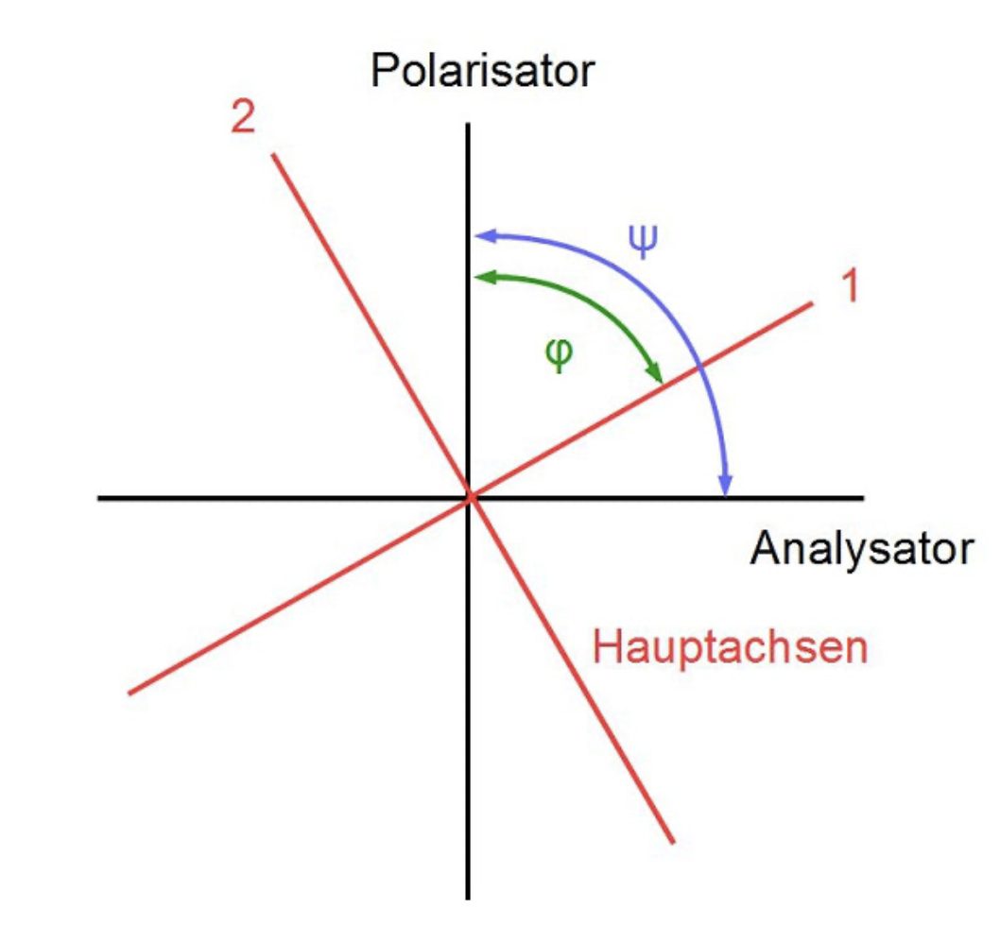 Polarisator
2
ψ
1
φ
Analysator
Hauptachsen